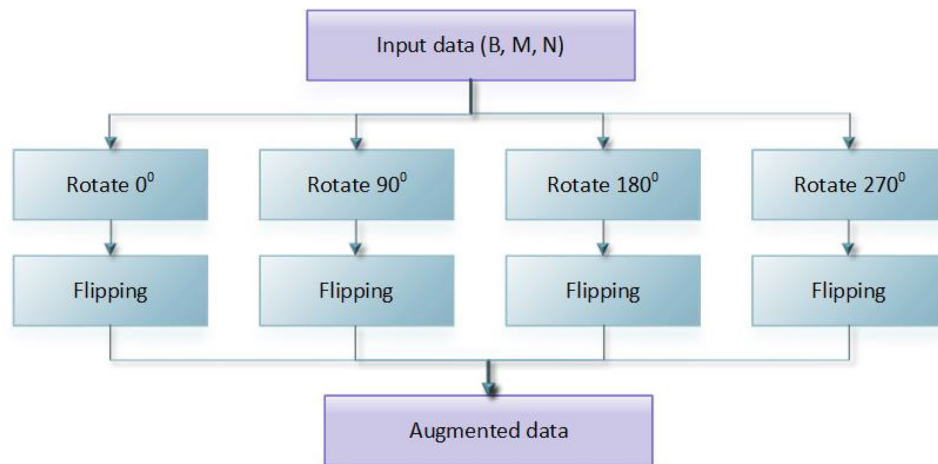 Input data (B, M, N)
Rotate 0⁰
Rotate 90⁰
Rotate 180⁰
Rotate 270⁰
Flipping
Flipping
Flipping
Flipping
Augmented data